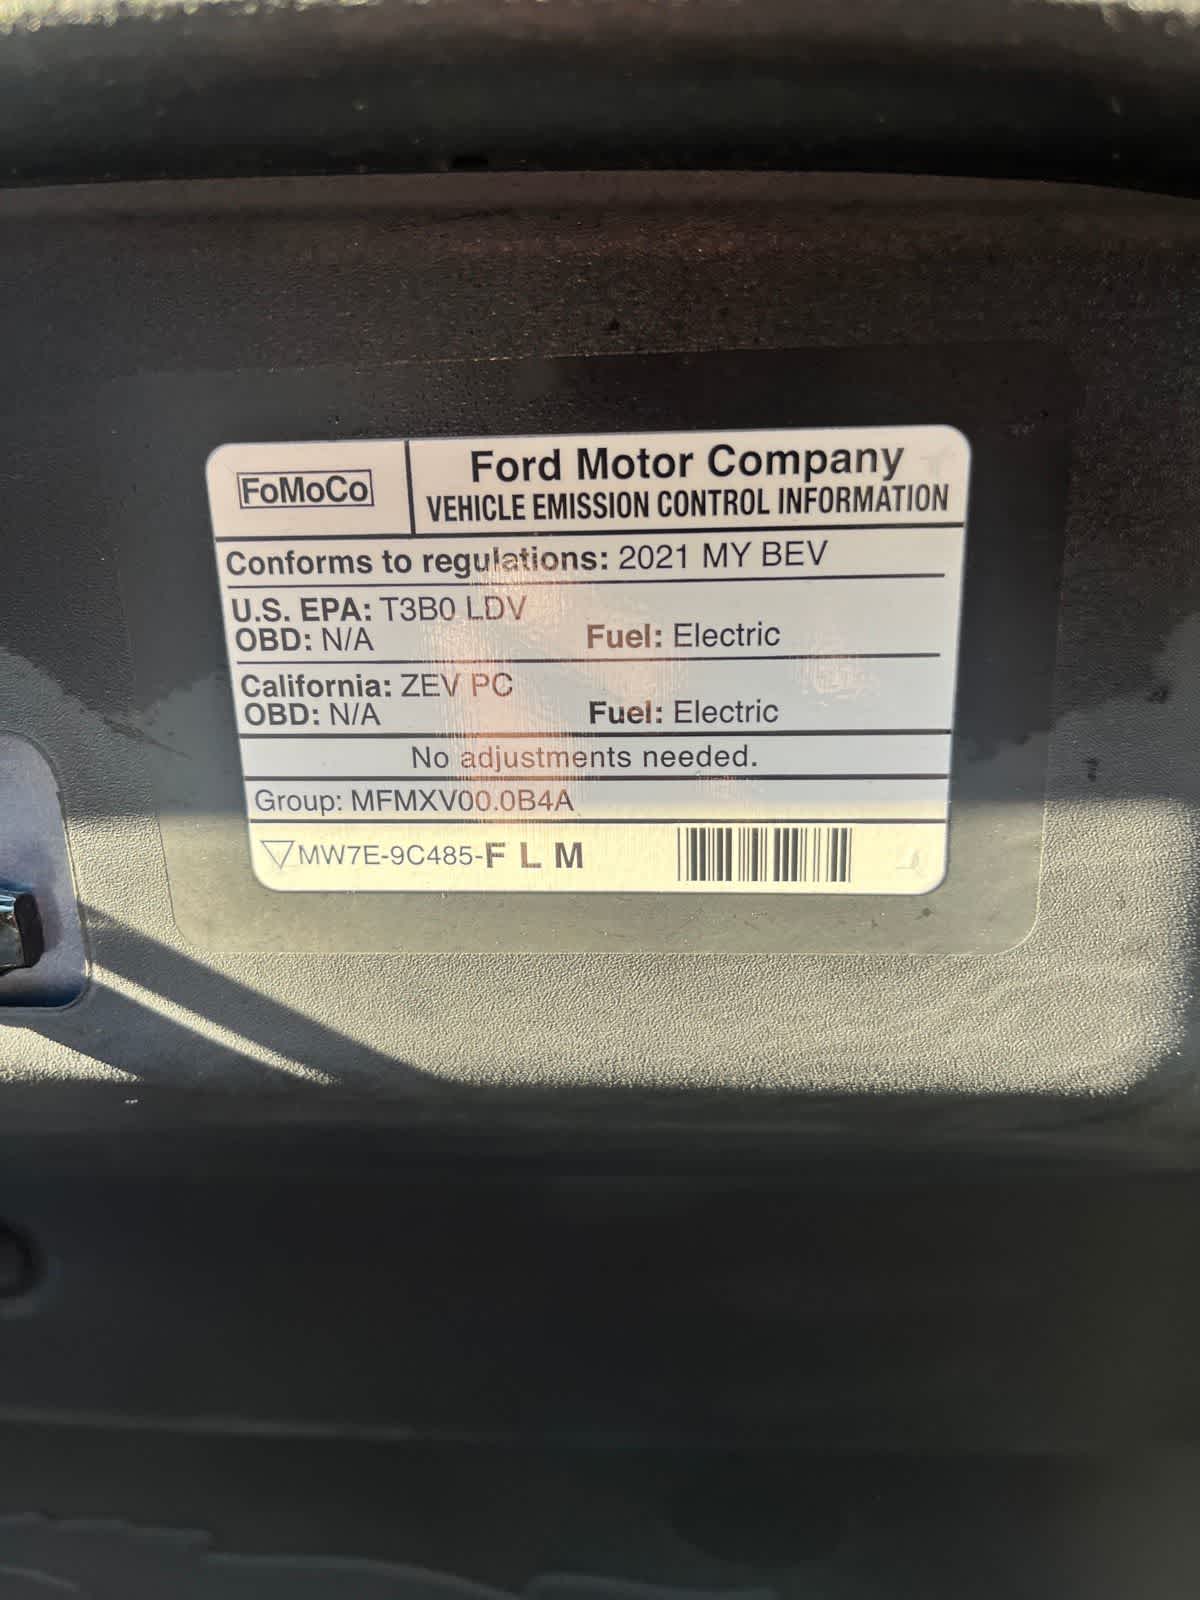 FoMoCo
Ford Motor Company
VEHICLE EMISSION CONTROL INFORMATION
Conforms to regulations: 2021 MY BEV
U.S. EPA: T3B0 LDV
OBD: N/A Fuel: Electric
California: ZEV PC
OBD: N/A Fuel: Electric
No adjustments needed.
Group: MFMXV00.0B4A
MW7E-9C485-F L M